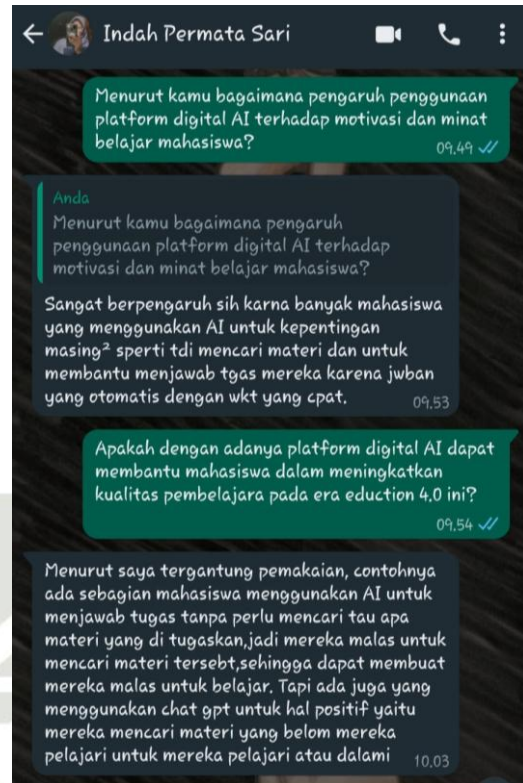 Indah Permata Sari
Menurut kamu bagaimana pengaruh penggunaan
platform digital AI terhadap motivasi dan minat
belajar mahasiswa?
09.49
Anda
Menurut kamu bagaimana pengaruh
penggunaan platform digital AI terhadap
motivasi dan minat belajar mahasiswa?
Sangat berpengaruh sih karna banyak mahasiswa
yang menggunakan AI untuk kepentingan
masing² sperti tdi mencari materi dan untuk
membantu menjawab tgas mereka karena jwban
yang otomatis dengan wkt yang cpat.
09.53
Apakah dengan adanya platform digital AI dapat
membantu mahasiswa dalam meningkatkan
kualitas pembelajara pada era eduction 4.0 ini?
09.54
Menurut saya tergantung pemakaian, contohnya
ada sebagian mahasiswa menggunakan AI untuk
menjawab tugas tanpa perlu mencari tau apa
materi yang di tugaskan,jadi mereka malas untuk
mencari materi tersebt,sehingga dapat membuat
mereka malas untuk belajar. Tapi ada juga yang
menggunakan chat gpt untuk hal positif yaitu
mereka mencari materi yang belom mereka
pelajari untuk mereka pelajari atau dalami
10.03